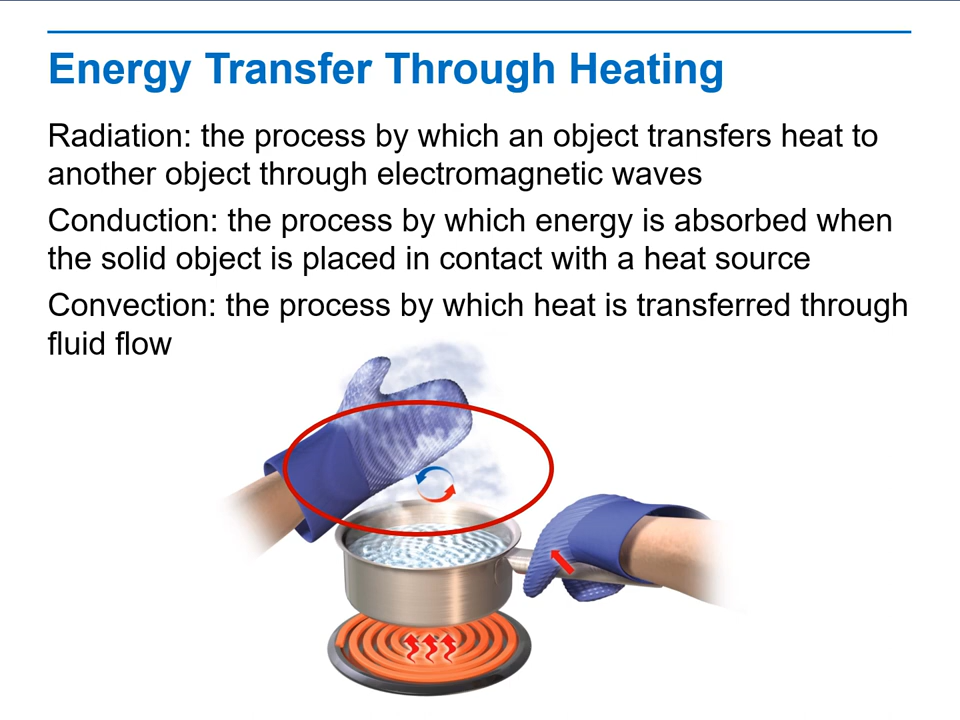 Energy Transfer Through Heating
Radiation: the process by which an object transfers heat to
another object through electromagnetic waves
Conduction: the process by which energy is absorbed when
the solid object is placed in contact with a heat source
Convection: the process by which heat is transferred through
fluid flow